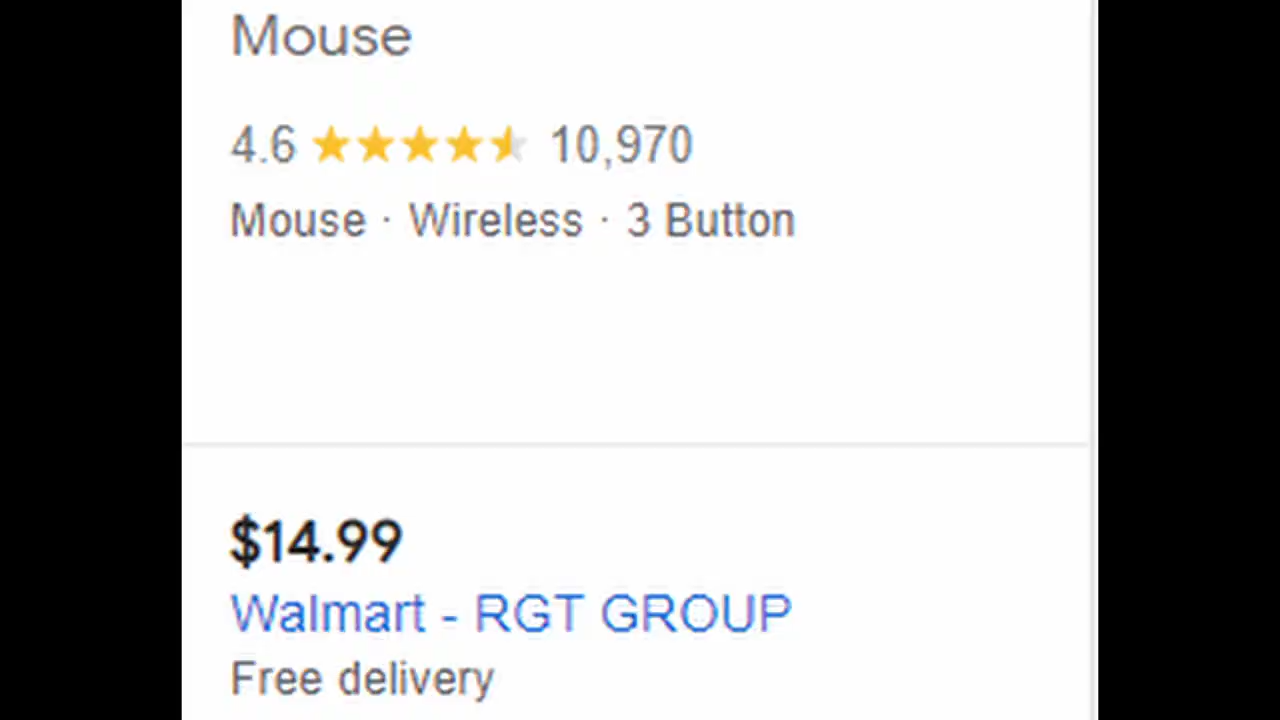 Mouse
4.6 10,970
Mouse · Wireless · 3 Button
$14.99
Walmart - RGT GROUP
Free delivery